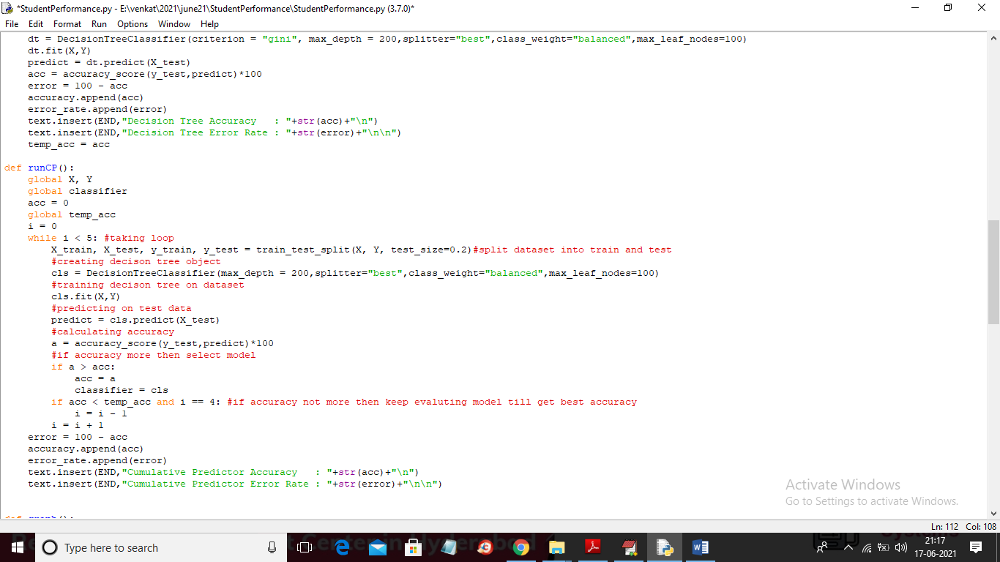 *StudentPerformance.py - E:\venkat\2021\june21\StudentPerformance\StudentPerformance.py (3.7.0)*
File Edit Format Run Options Window Help
    dt = DecisionTreeClassifier(criterion = "gini", max_depth = 200,splitter="best",class_weight="balanced",max_leaf_nodes=100)
    dt.fit(X,Y)
    predict = dt.predict(X_test)
    acc = accuracy_score(y_test,predict)*100
    error = 100 - acc
    accuracy.append(acc)
    error_rate.append(error)
    text.insert(END,"Decision Tree Accuracy   : "+str(acc)+"\n")
    text.insert(END,"Decision Tree Error Rate : "+str(error)+"\n\n")
    temp_acc = acc

def runCP():
    global X, Y
    global classifier
    acc = 0
    global temp_acc
    i = 0
    while i < 5: #taking loop
        X_train, X_test, y_train, y_test = train_test_split(X, Y, test_size=0.2)#split dataset into train and test
        #creating decison tree object
        cls = DecisionTreeClassifier(max_depth = 200,splitter="best",class_weight="balanced",max_leaf_nodes=100)
        #training decison tree on dataset
        cls.fit(X,Y)
        #predicting on test data
        predict = cls.predict(X_test)
        #calculating accuracy
        a = accuracy_score(y_test,predict)*100
        #if accuracy more then select model
        if a > acc:
            acc = a
            classifier = cls
        if acc < temp_acc and i == 4: #if accuracy not more then keep evaluting model till get best accuracy
            i = i - 1
        i = i + 1
    error = 100 - acc
    accuracy.append(acc)
    error_rate.append(error)
    text.insert(END,"Cumulative Predictor Accuracy   : "+str(acc)+"\n")
    text.insert(END,"Cumulative Predictor Error Rate : "+str(error)+"\n\n")
Activate Windows
Go to Settings to activate Windows.
Ln: 112 Col: 108
Type here to search
21:17
17-06-2021